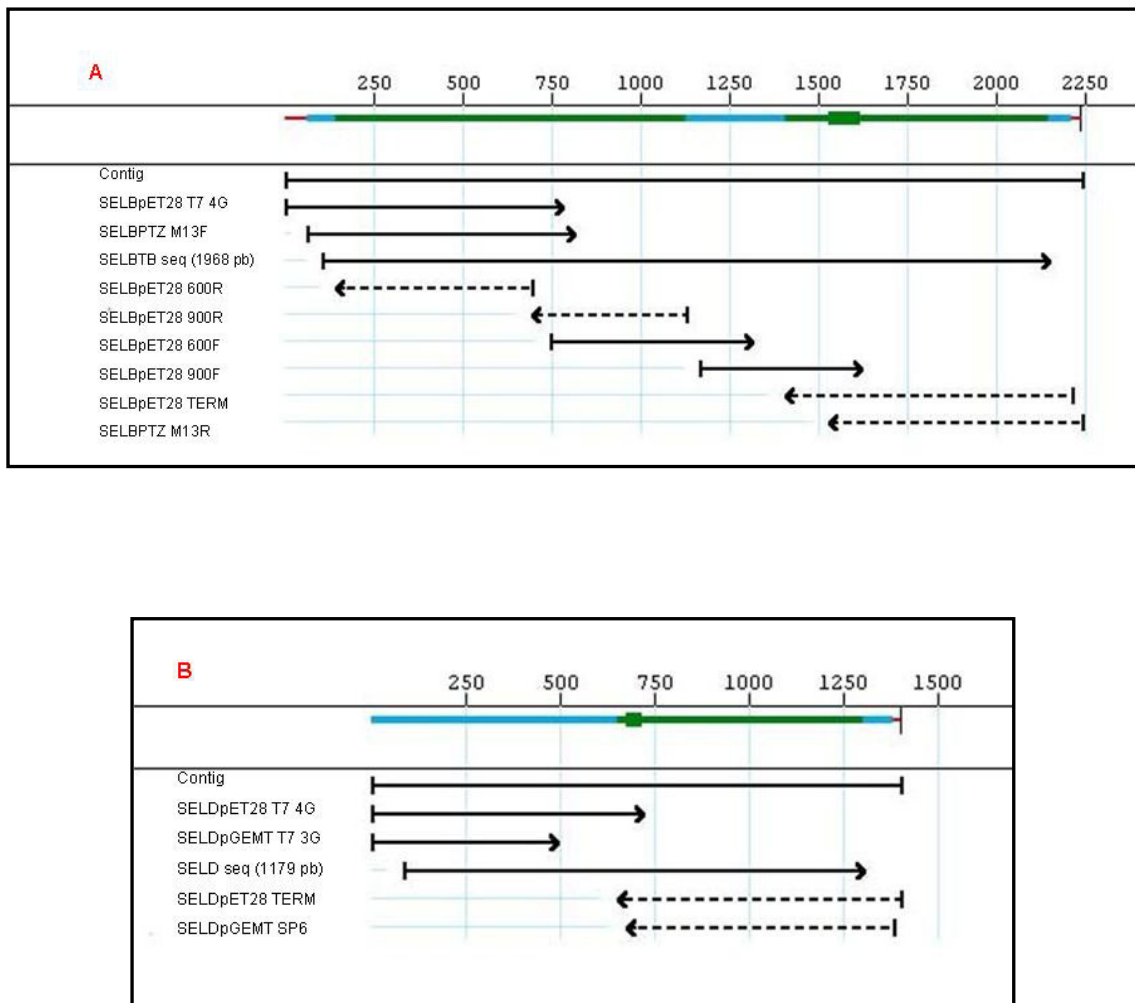 A
250 500 750 1000 1250 1500 1750 2000 2250
Contig
SELBpET28 T7 4G
SELBPTZ M13F
SELBTB seq (1968 pb)
SELBpET28 600R
SELBpET28 900R
SELBpET28 600F
SELBpET28 900F
SELBpET28 TERM
SELBPTZ M13R
B
250 500 750 1000 1250 1500
Contig
SELDpET28 T7 4G
SELDpGEMT T7 3G
SELD seq (1179 pb)
SELDpET28 TERM
SELDpGEMT SP6